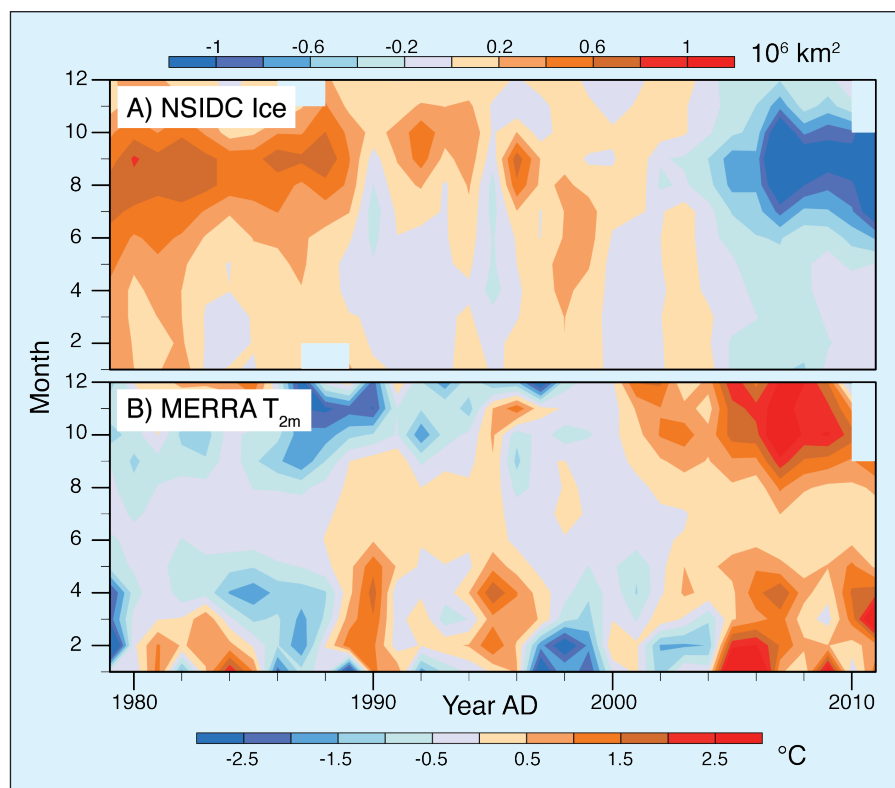 -1 -0.6 -0.2 0.2 0.6 1 10⁶ km²
A) NSIDC Ice
12
10
8
6
4
2
Month
B) MERRA T₂ₘ
12
10
8
6
4
2
1980 1990 Year AD 2000 2010
-2.5 -1.5 -0.5 0.5 1.5 2.5 °C